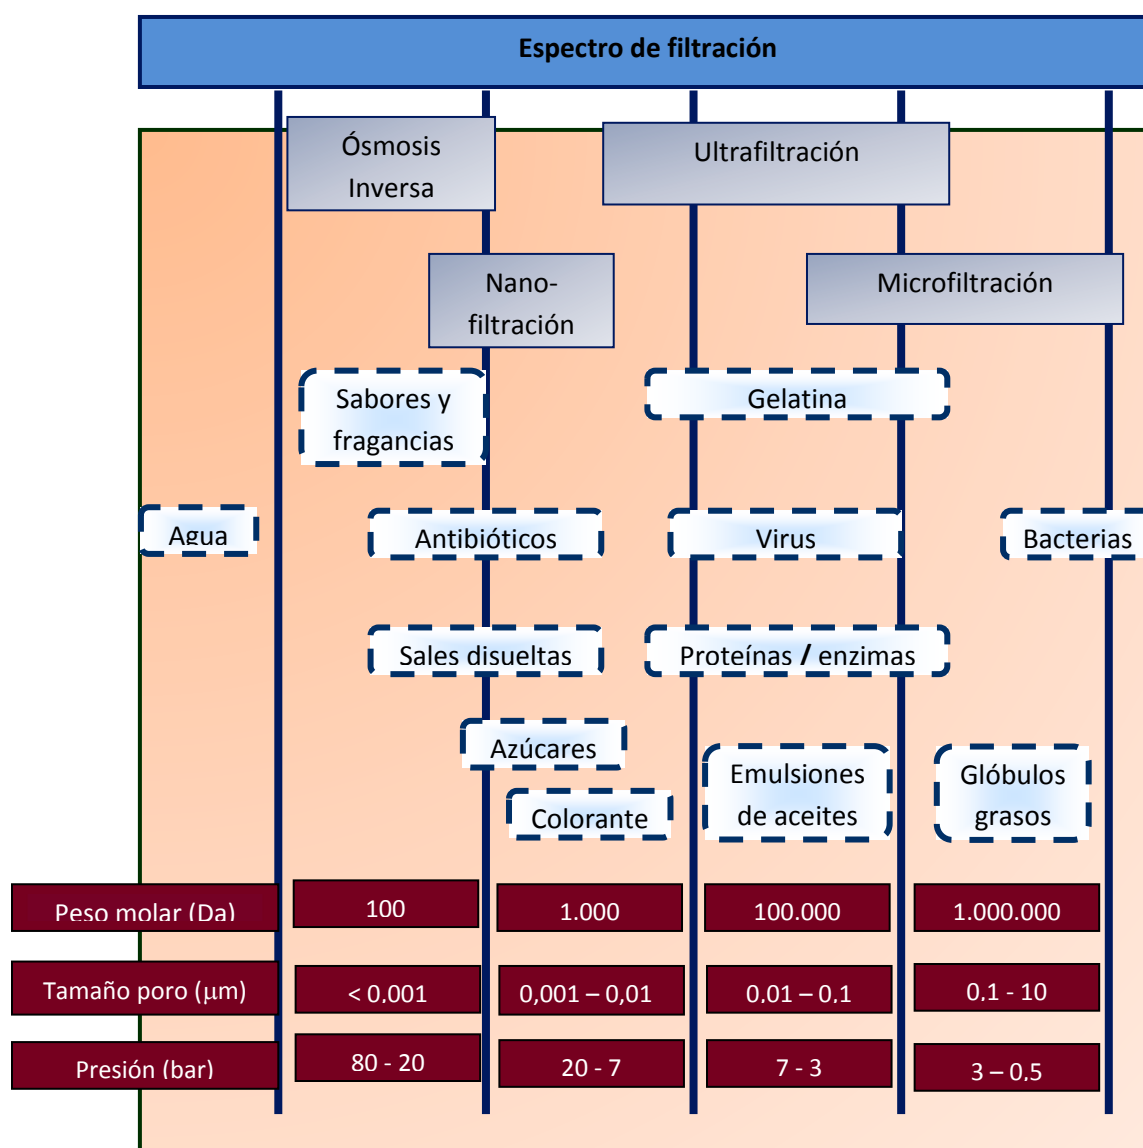 Espectro de filtración
Ósmosis
Inversa
Ultrafiltración
Nano-
filtración
Microfiltración
Sabores y
fragancias
Gelatina
Agua
Antibióticos
Virus
Bacterias
Sales disueltas
Proteínas / enzimas
Azúcares
Colorante
Emulsiones
de aceites
Glóbulos
grasos
Peso molar (Da)
100
1.000
100.000
1.000.000
Tamaño poro (μm)
< 0,001
0,001 – 0,01
0,01 – 0,1
0,1 - 10
Presión (bar)
80 - 20
20 - 7
7 - 3
3 – 0,5